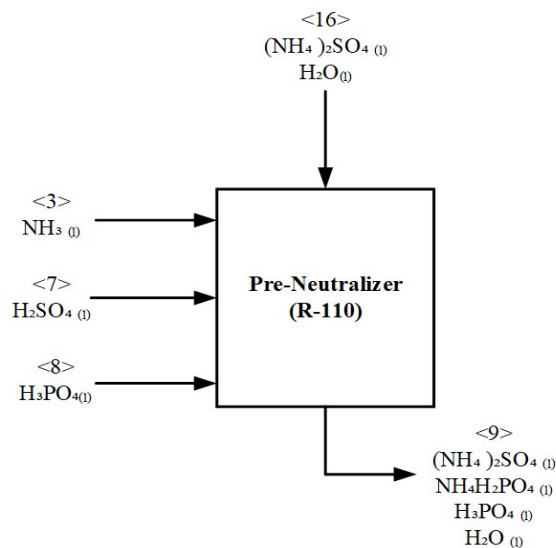 <16>
(NH₄ )₂SO₄ (l)
H₂O(l)
<3>
NH₃ (l)
<7>
H₂SO₄ (l)
<8>
H₃PO₄(l)
Pre-Neutralizer
(R-110)
<9>
(NH₄ )₂SO₄ (l)
NH₄H₂PO₄ (l)
H₃PO₄ (l)
H₂O (l)